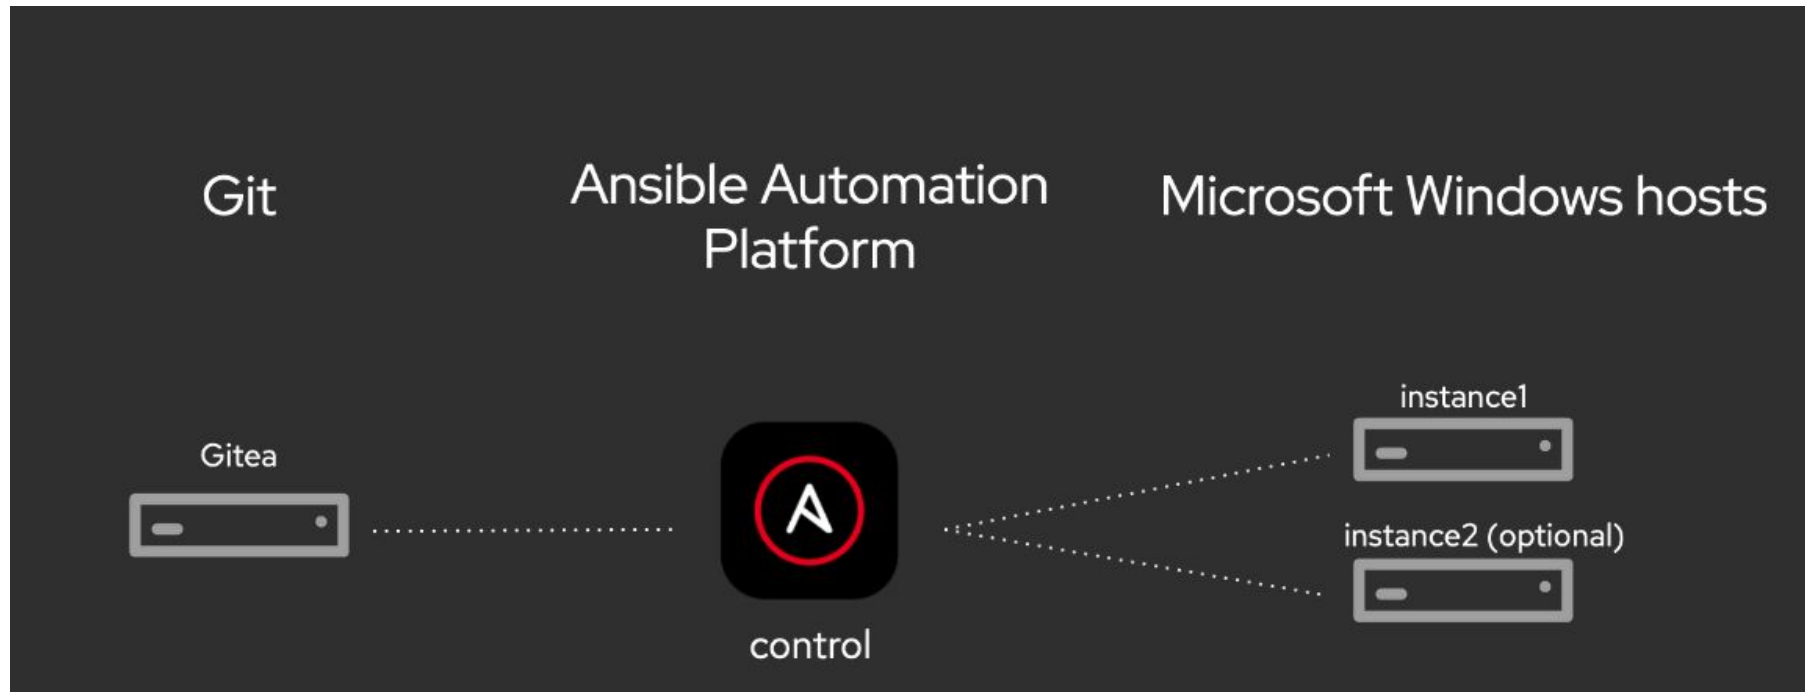 Git
Ansible Automation
Platform
Microsoft Windows hosts
Gitea
control
instance1
instance2 (optional)